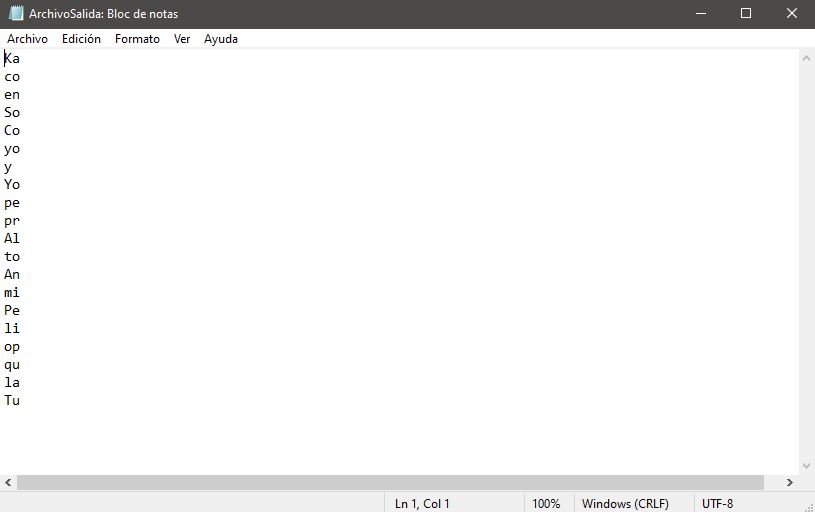 ArchivoSalida: Bloc de notas
Archivo Edición Formato Ver Ayuda
Ka
co
en
So
Co
yo
y
Yo
pe
pr
Al
to
An
mi
Pe
li
op
qu
la
Tu
Ln 1, Col 1 100% Windows (CRLF) UTF-8